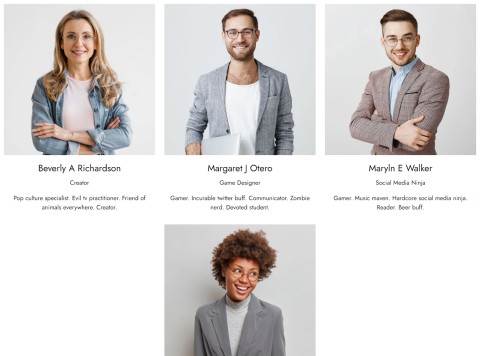 Beverly A Richardson
Creator
Pop culture specialist. Evil tv practitioner. Friend of
animals everywhere. Creator.
Margaret J Otero
Game Designer
Gamer. Incurable twitter buff. Communicator. Zombie
nerd. Devoted student.
Maryln E Walker
Social Media Ninja
Gamer. Music maven. Hardcore social media ninja.
Reader. Beer buff.